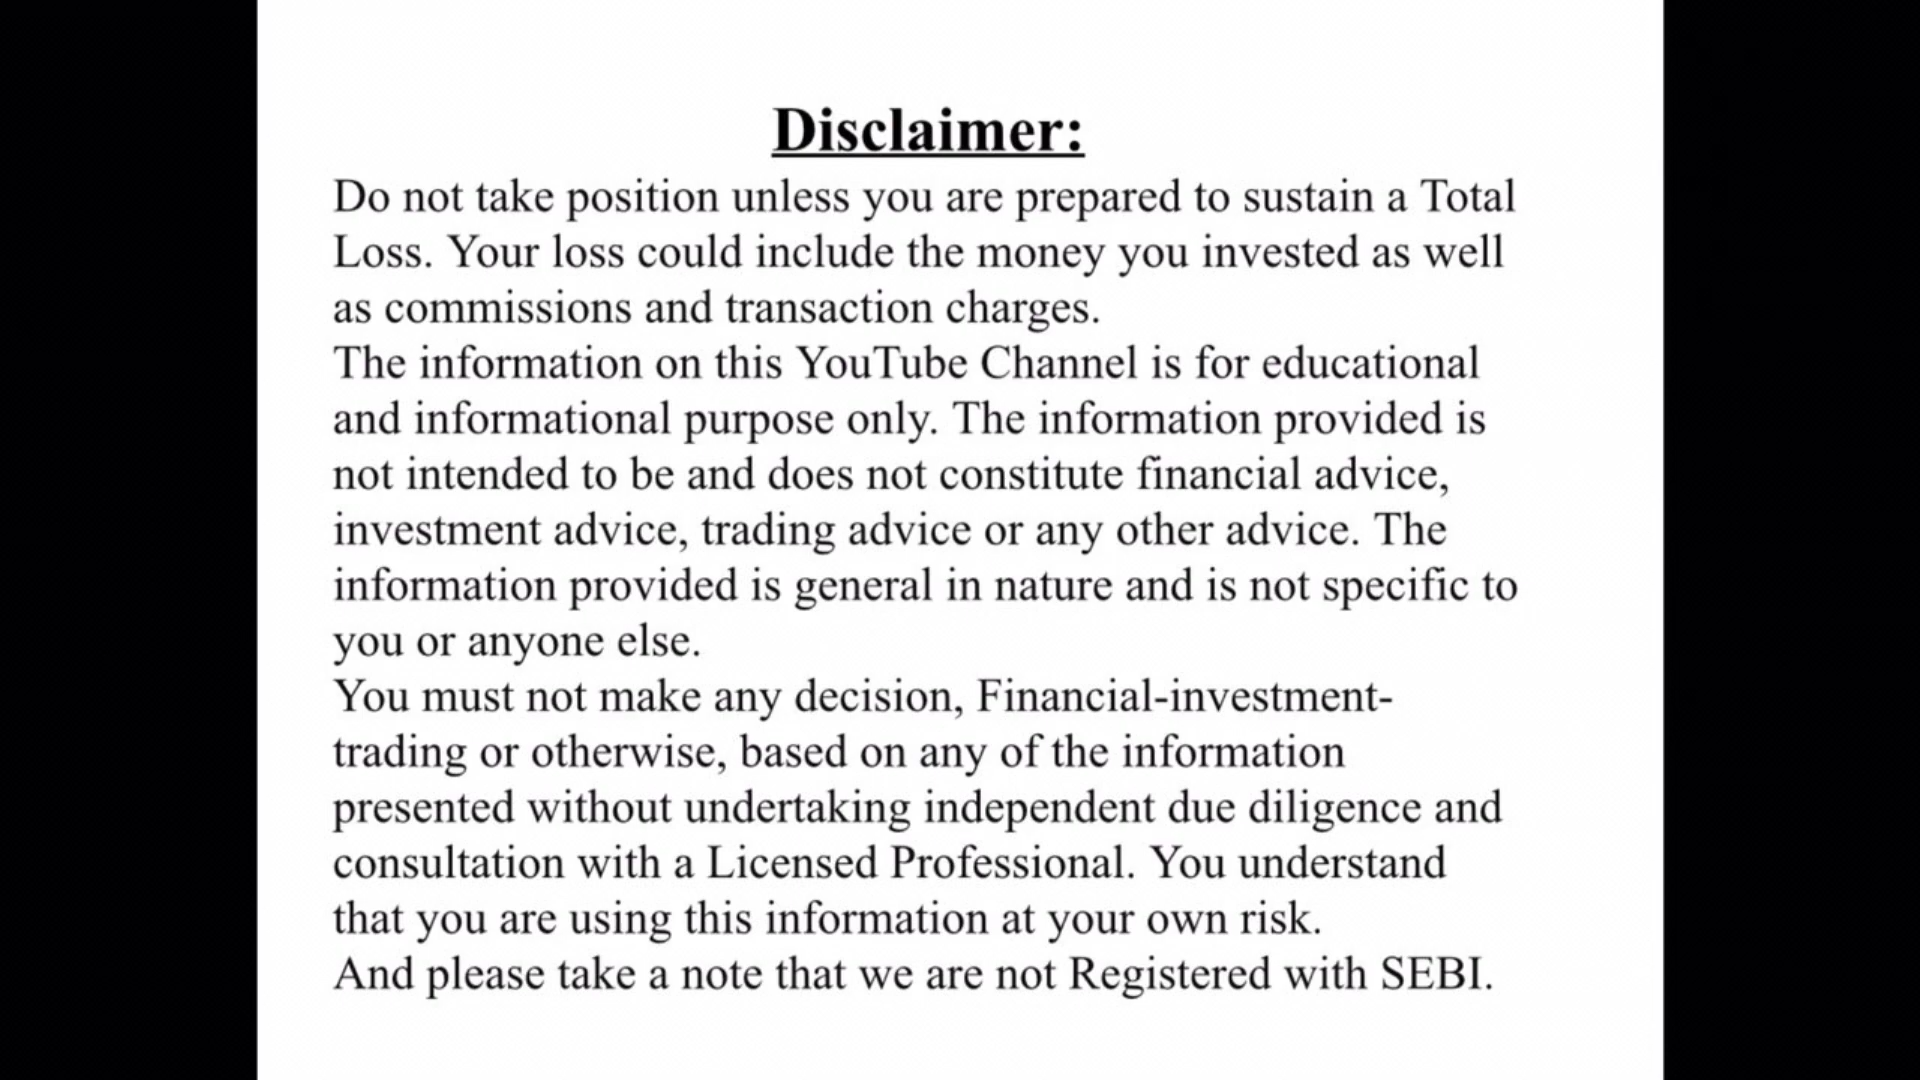 Disclaimer:
Do not take position unless you are prepared to sustain a Total
Loss. Your loss could include the money you invested as well
as commissions and transaction charges.
The information on this YouTube Channel is for educational
and informational purpose only. The information provided is
not intended to be and does not constitute financial advice,
investment advice, trading advice or any other advice. The
information provided is general in nature and is not specific to
you or anyone else.
You must not make any decision, Financial-investment-
trading or otherwise, based on any of the information
presented without undertaking independent due diligence and
consultation with a Licensed Professional. You understand
that you are using this information at your own risk.
And please take a note that we are not Registered with SEBI.